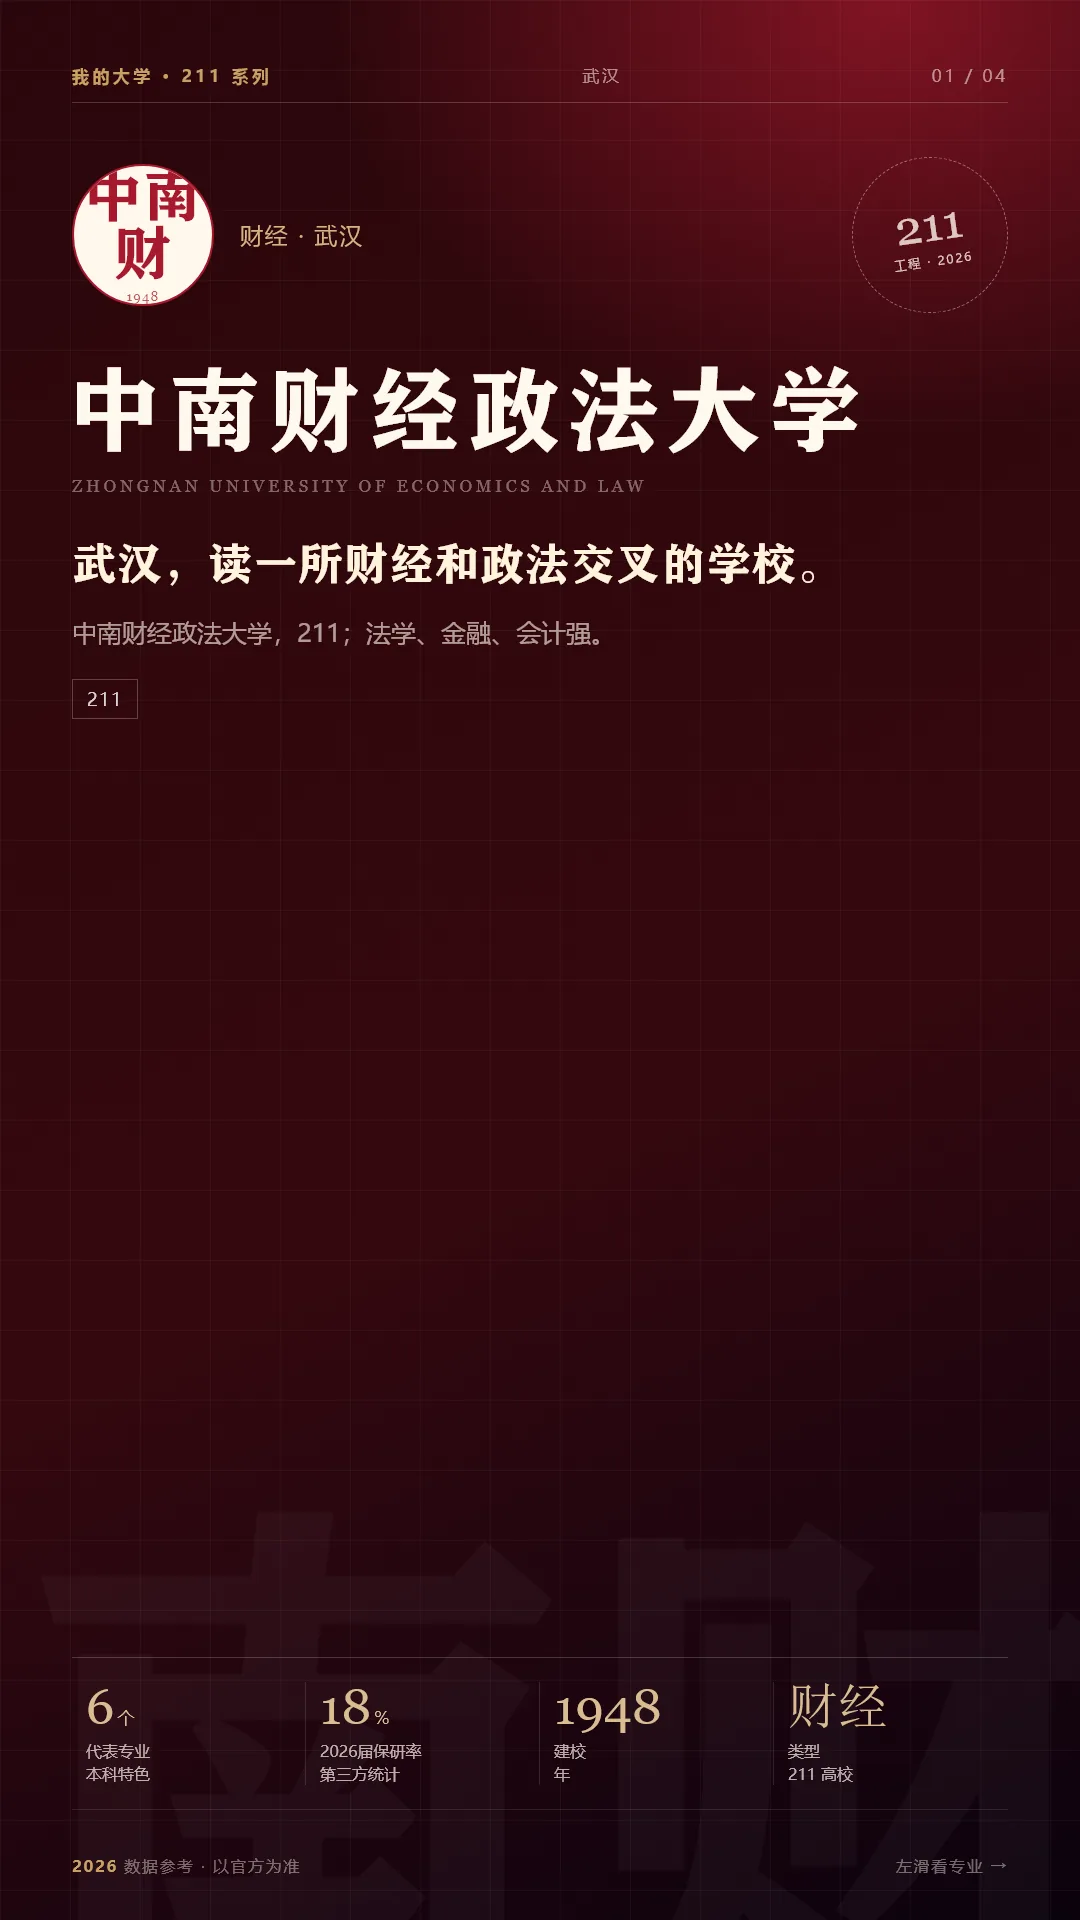 我的大学 · 211 系列
武汉
01 / 04
中南
财
1948
财经 · 武汉
211
工程 · 2026
中南财经政法大学
ZHONGNAN UNIVERSITY OF ECONOMICS AND LAW
武汉，读一所财经和政法交叉的学校。
中南财经政法大学，211；法学、金融、会计强。
211
南财
6个
代表专业
本科特色
18%
2026届保研率
第三方统计
1948
建校
年
财经
类型
211 高校
2026 数据参考 · 以官方为准
左滑看专业 →